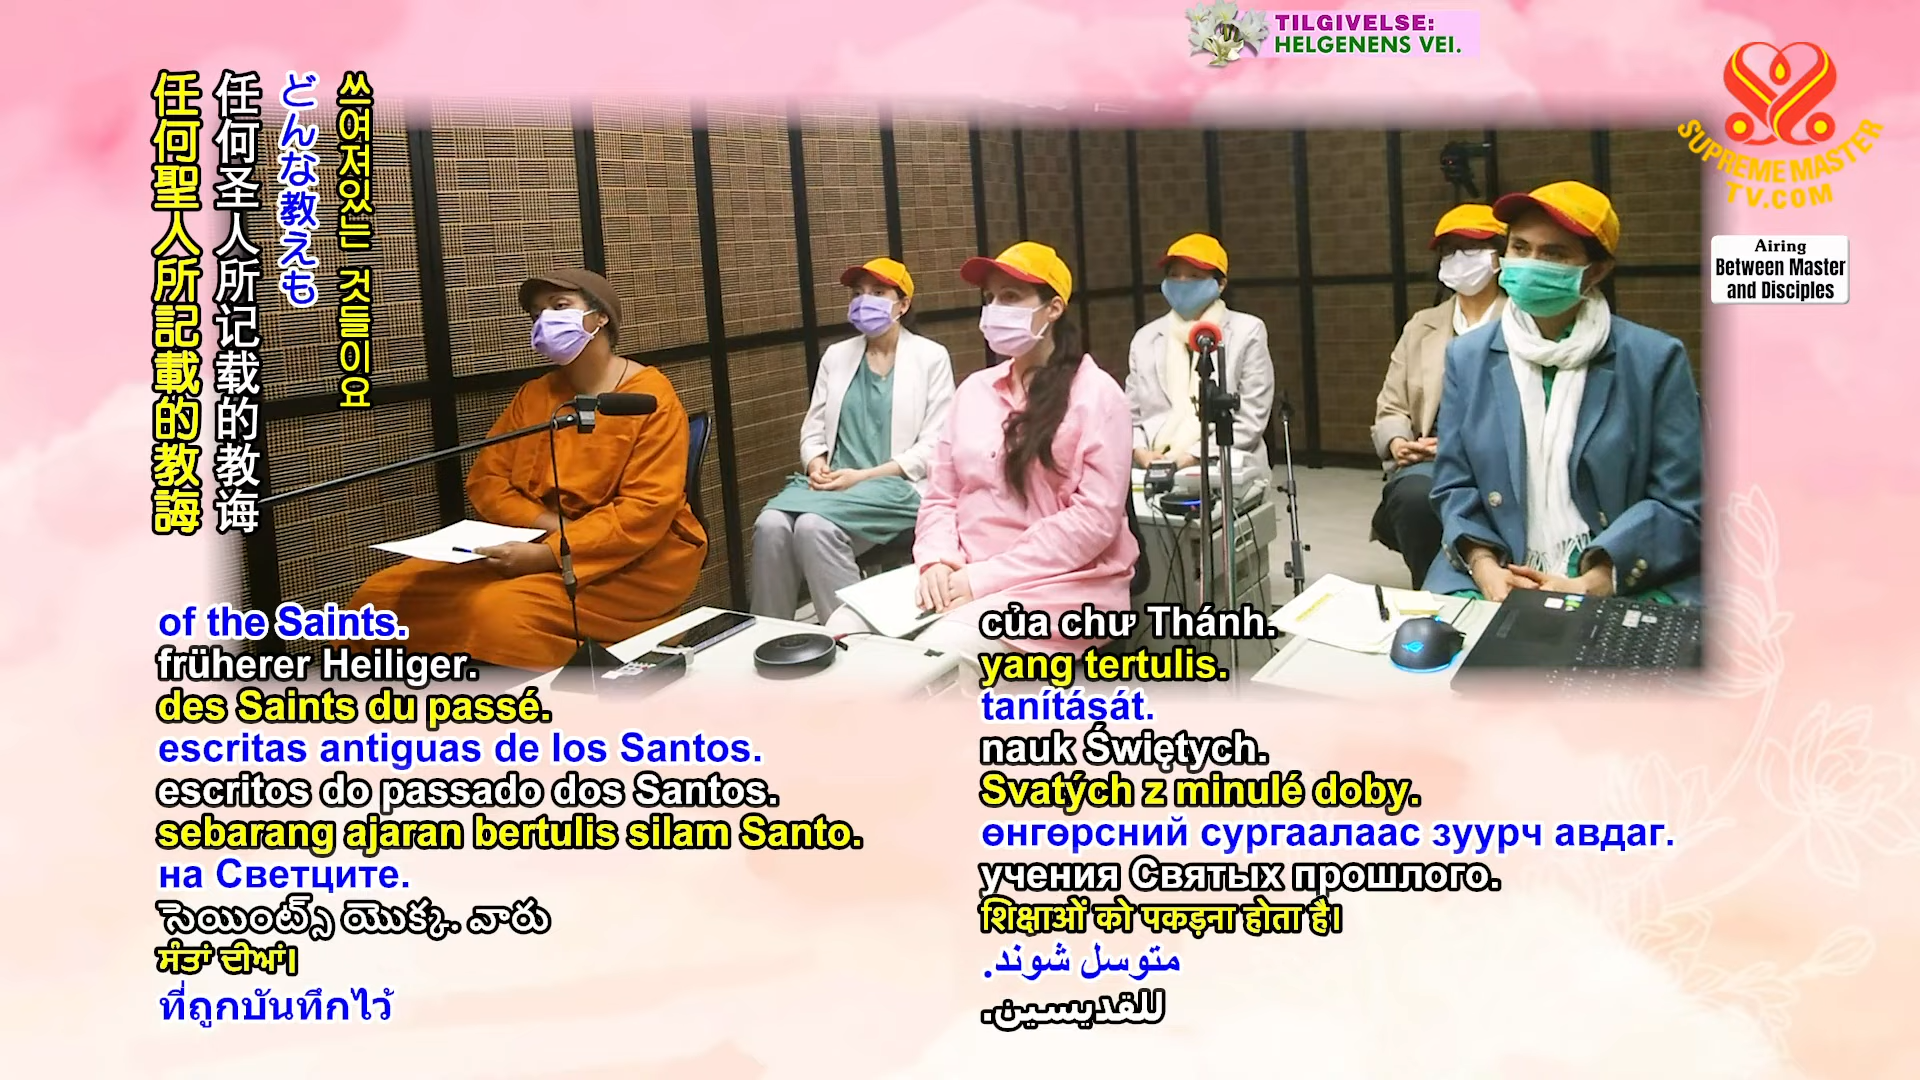 TILGIVELSE:
HELGENENS VEI.
SUPREME MASTER
TV.COM
Airing
Between Master
and Disciples
任何聖人所記載的教誨
任何圣人所记载的教诲
どんな教えも
쓰여져있는 것들이요
of the Saints.
früherer Heiliger.
des Saints du passé.
escritas antiguas de los Santos.
escritos do passado dos Santos.
sebarang ajaran bertulis silam Santo.
на Светците.
సెయింట్స్ యొక్క. వారు
ਸੰਤਾਂ ਦੀਆਂ।
ที่ถูกบันทึกไว้
của chư Thánh.
yang tertulis.
tanítását.
nauk Świętych.
Svatých z minulé doby.
өнгөрсний сургаалаас зуурч авдаг.
учения Святых прошлого.
शिक्षाओं को पकड़ना होता है।
متوسل شوند.
للقديسين.